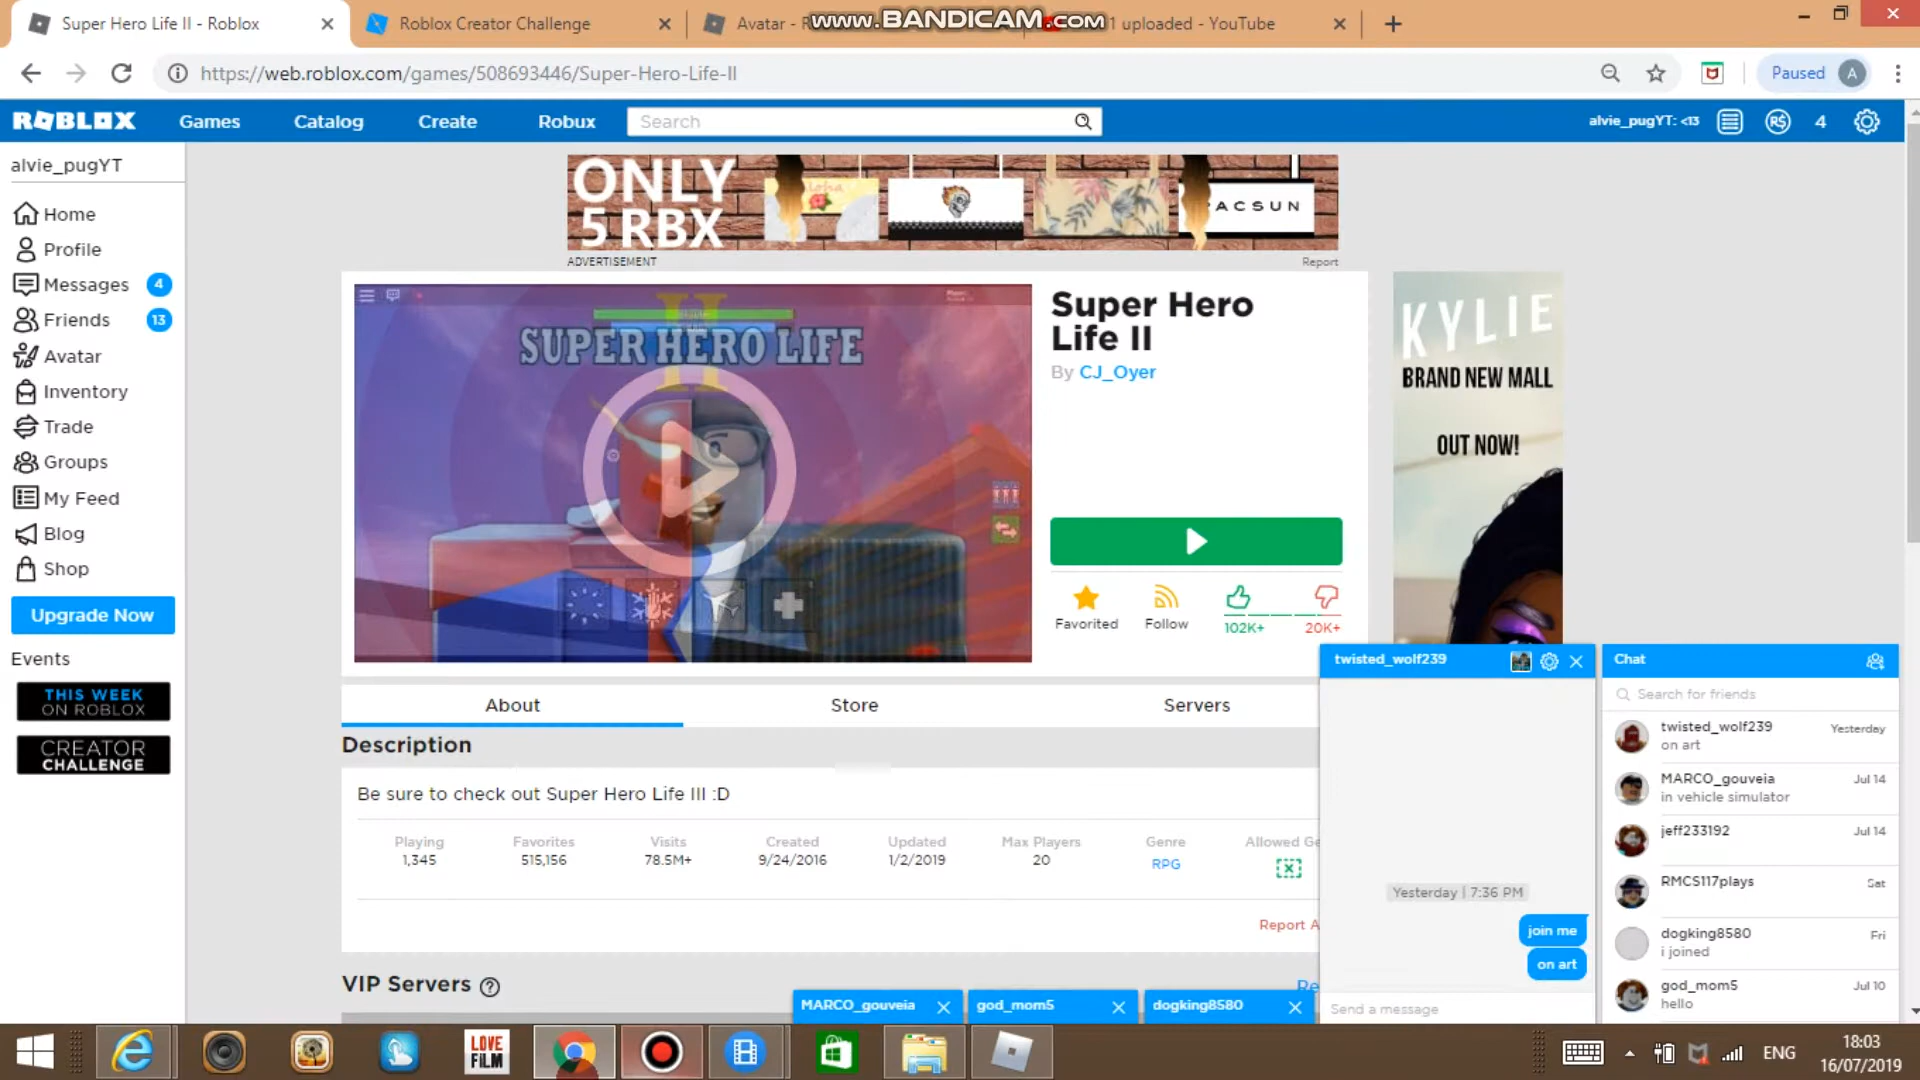 Super Hero Life II - Roblox
Roblox Creator Challenge
Avatar - R
www.BANDICAM.COM
1 uploaded - YouTube
https://web.roblox.com/games/508693446/Super-Hero-Life-II
Paused
A
ROBLOX
Games
Catalog
Create
Robux
Search
alvie_pugYT: <13
R$
4
alvie_pugYT
Home
Profile
Messages
4
Friends
13
Avatar
Inventory
Trade
Groups
My Feed
Blog
Shop
Upgrade Now
Events
THIS WEEK
ON ROBLOX
CREATOR
CHALLENGE
ONLY
5 RBX
aloha
PACSUN
ADVERTISEMENT
Report
II
SUPER HERO LIFE
Super Hero
Life II
By CJ_Oyer
Favorited
Follow
102K+
20K+
KYLIE
BRAND NEW MALL
OUT NOW!
About
Store
Servers
Description
Be sure to check out Super Hero Life III :D
Playing
1,345
Favorites
515,156
Visits
78.5M+
Created
9/24/2016
Updated
1/2/2019
Max Players
20
Genre
RPG
Allowed Ge
Report A
VIP Servers
Re
MARCO_gouveia
god_mom5
dogking8580
twisted_wolf239
Yesterday | 7:36 PM
join me
on art
Send a message
Chat
Search for friends
twisted_wolf239
Yesterday
on art
MARCO_gouveia
Jul 14
in vehicle simulator
jeff233192
Jul 14
RMCS117plays
Sat
dogking8580
Fri
i joined
god_mom5
Jul 10
hello
LOVE
FiLM
ENG
18:03
16/07/2019